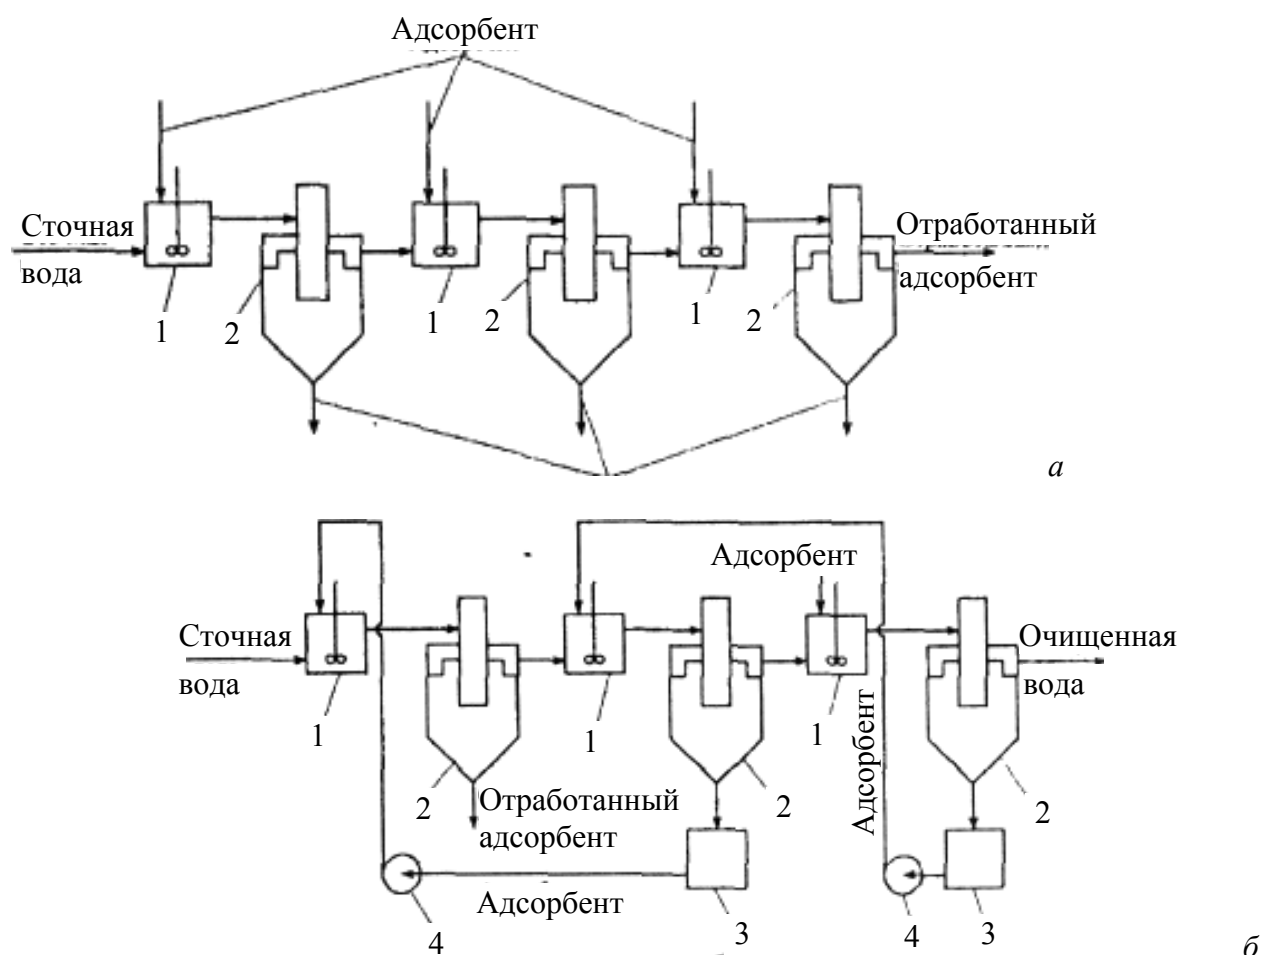 Адсорбент
Сточная
вода
Отработанный
адсорбент
1
2
1
2
1
2
а
Адсорбент
Сточная
вода
Очищенная
вода
1
2
Отработанный
адсорбент
1
2
1
Адсорбент
2
Адсорбент
4
3
4
3
б